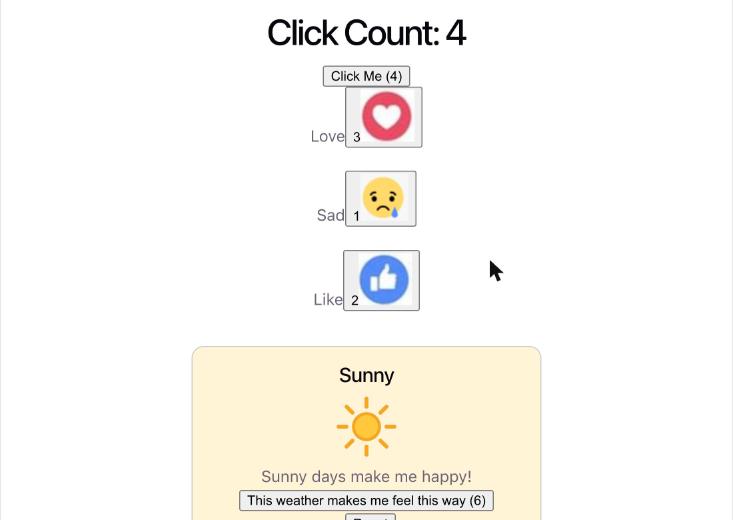 Click Count: 4
Click Me (4)
Love 3
Sad 1
Like 2
Sunny
Sunny days make me happy!
This weather makes me feel this way (6)